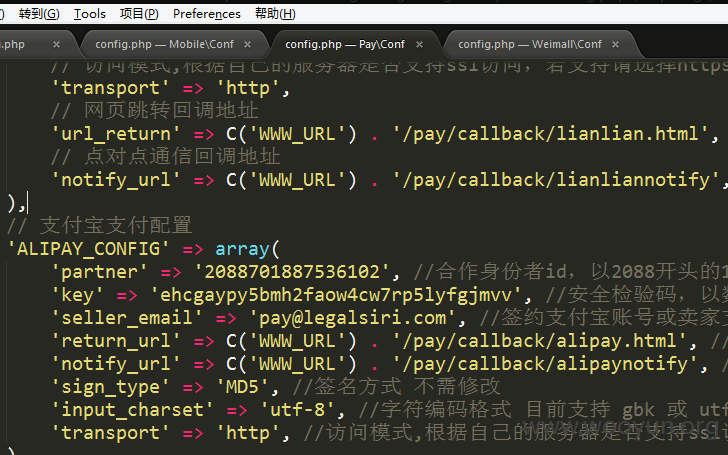 ) 转到(G) Tools 项目(P) Preferences 帮助(H)
.php × config.php — Mobile\Conf × config.php — Pay\Conf × config.php — Weimall\Conf ×
// 访问模式,根据自己的服务器是否支持ssl访问，若支持请选择https
'transport' => 'http',
// 网页跳转回调地址
'url_return' => C('WWW_URL') . '/pay/callback/lianlian.html',
// 点对点通信回调地址
'notify_url' => C('WWW_URL') . '/pay/callback/lianliannotify',
),
// 支付宝支付配置
'ALIPAY_CONFIG' => array(
'partner' => '2088701887536102', //合作身份者id，以2088开头的1
'key' => 'ehcgaypy5bmh2faow4cw7rp5lyfgjmvv', //安全检验码，以数
'seller_email' => 'pay@legalsiri.com', //签约支付宝账号或卖家支
'return_url' => C('WWW_URL') . '/pay/callback/alipay.html', //
'notify_url' => C('WWW_URL') . '/pay/callback/alipaynotify', /
'sign_type' => 'MD5', //签名方式 不需修改
'input_charset' => 'utf-8', //字符编码格式 目前支持 gbk 或 utf
'transport' => 'http', //访问模式,根据自己的服务器是否支持ssl访
www.wooyun.org
)